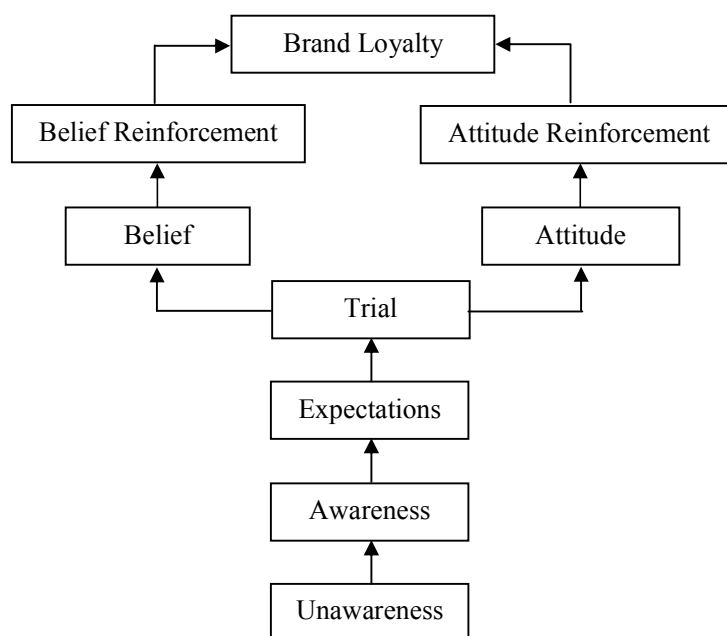 Brand Loyalty
Belief Reinforcement
Attitude Reinforcement
Belief
Attitude
Trial
Expectations
Awareness
Unawareness